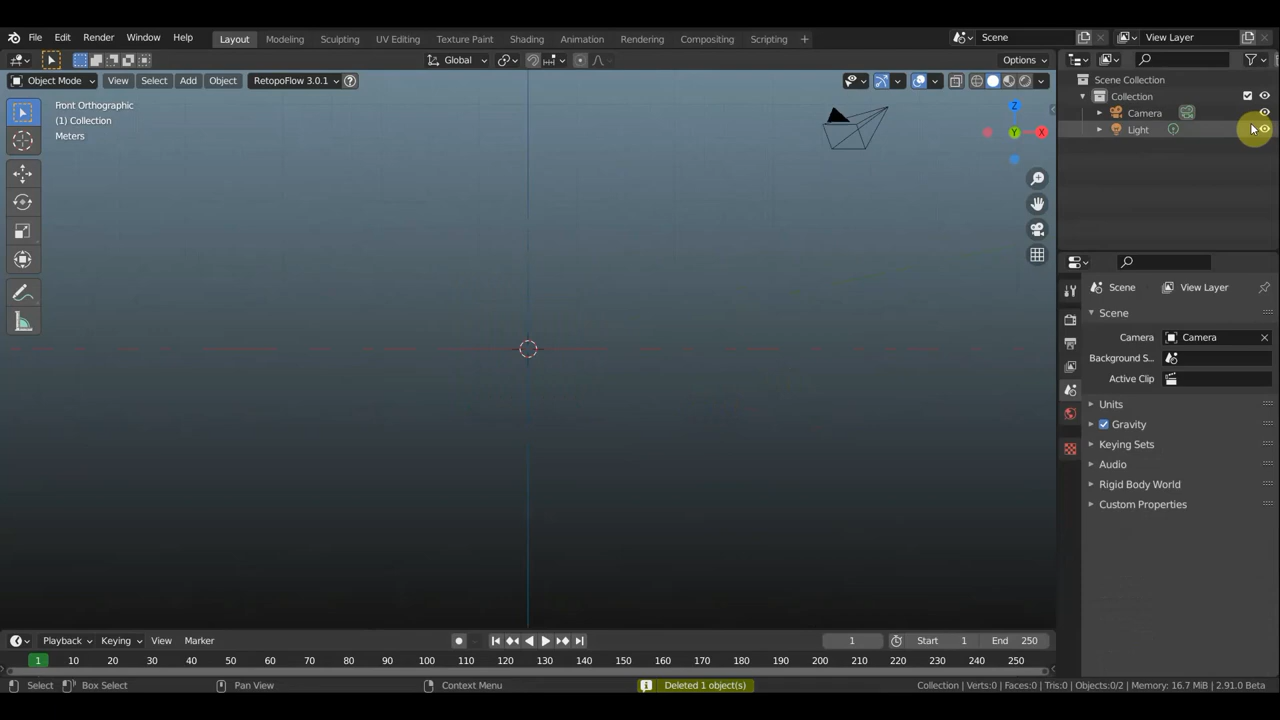 File Edit Render Window Help Layout Modeling Sculpting UV Editing Texture Paint Shading Animation Rendering Compositing Scripting + Scene View Layer
Global Options
Object Mode View Select Add Object RetopoFlow 3.0.1 ?
Front Orthographic
(1) Collection
Meters
Z
Y X
Scene Collection
Collection
Camera
Light
Scene View Layer
Scene
Camera Camera
Background S...
Active Clip
Units
Gravity
Keying Sets
Audio
Rigid Body World
Custom Properties
Playback Keying View Marker 1 Start 1 End 250
1 10 20 30 40 50 60 70 80 90 100 110 120 130 140 150 160 170 180 190 200 210 220 230 240 250
Select Box Select Pan View Context Menu Deleted 1 object(s) Collection | Verts:0 | Faces:0 | Tris:0 | Objects:0/2 | Memory: 16.7 MiB | 2.91.0 Beta